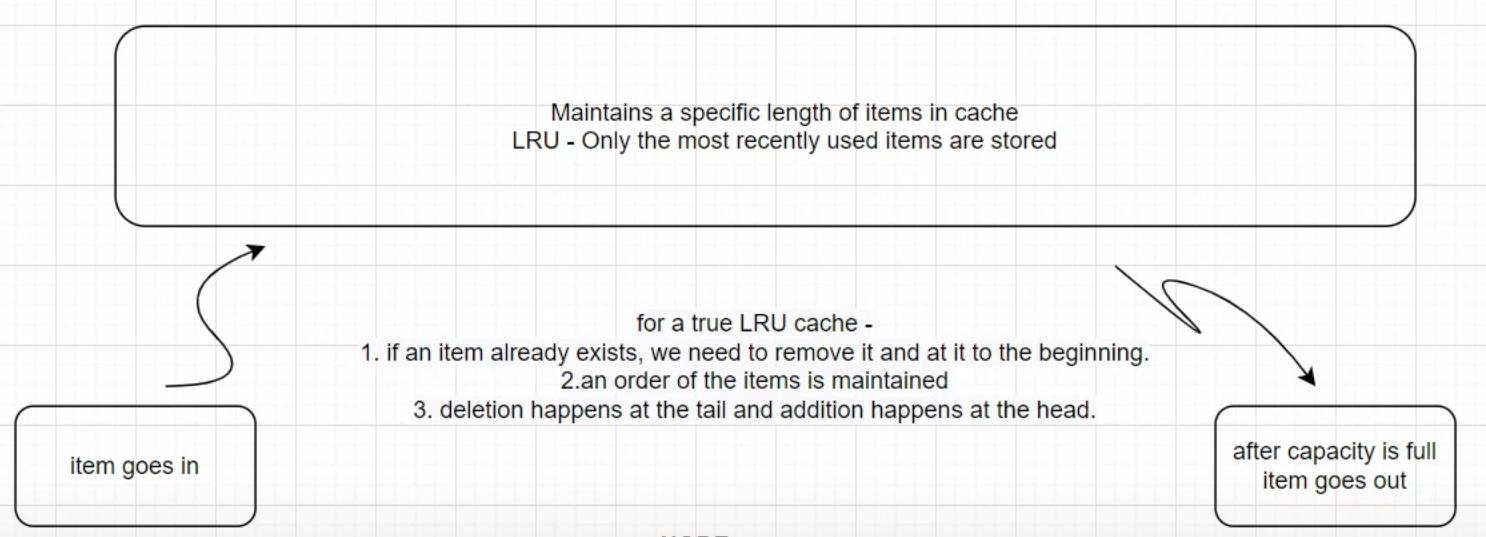 Maintains a specific length of items in cache
LRU - Only the most recently used items are stored
for a true LRU cache -
1. if an item already exists, we need to remove it and at it to the beginning.
2.an order of the items is maintained
3. deletion happens at the tail and addition happens at the head.
item goes in
after capacity is full
item goes out